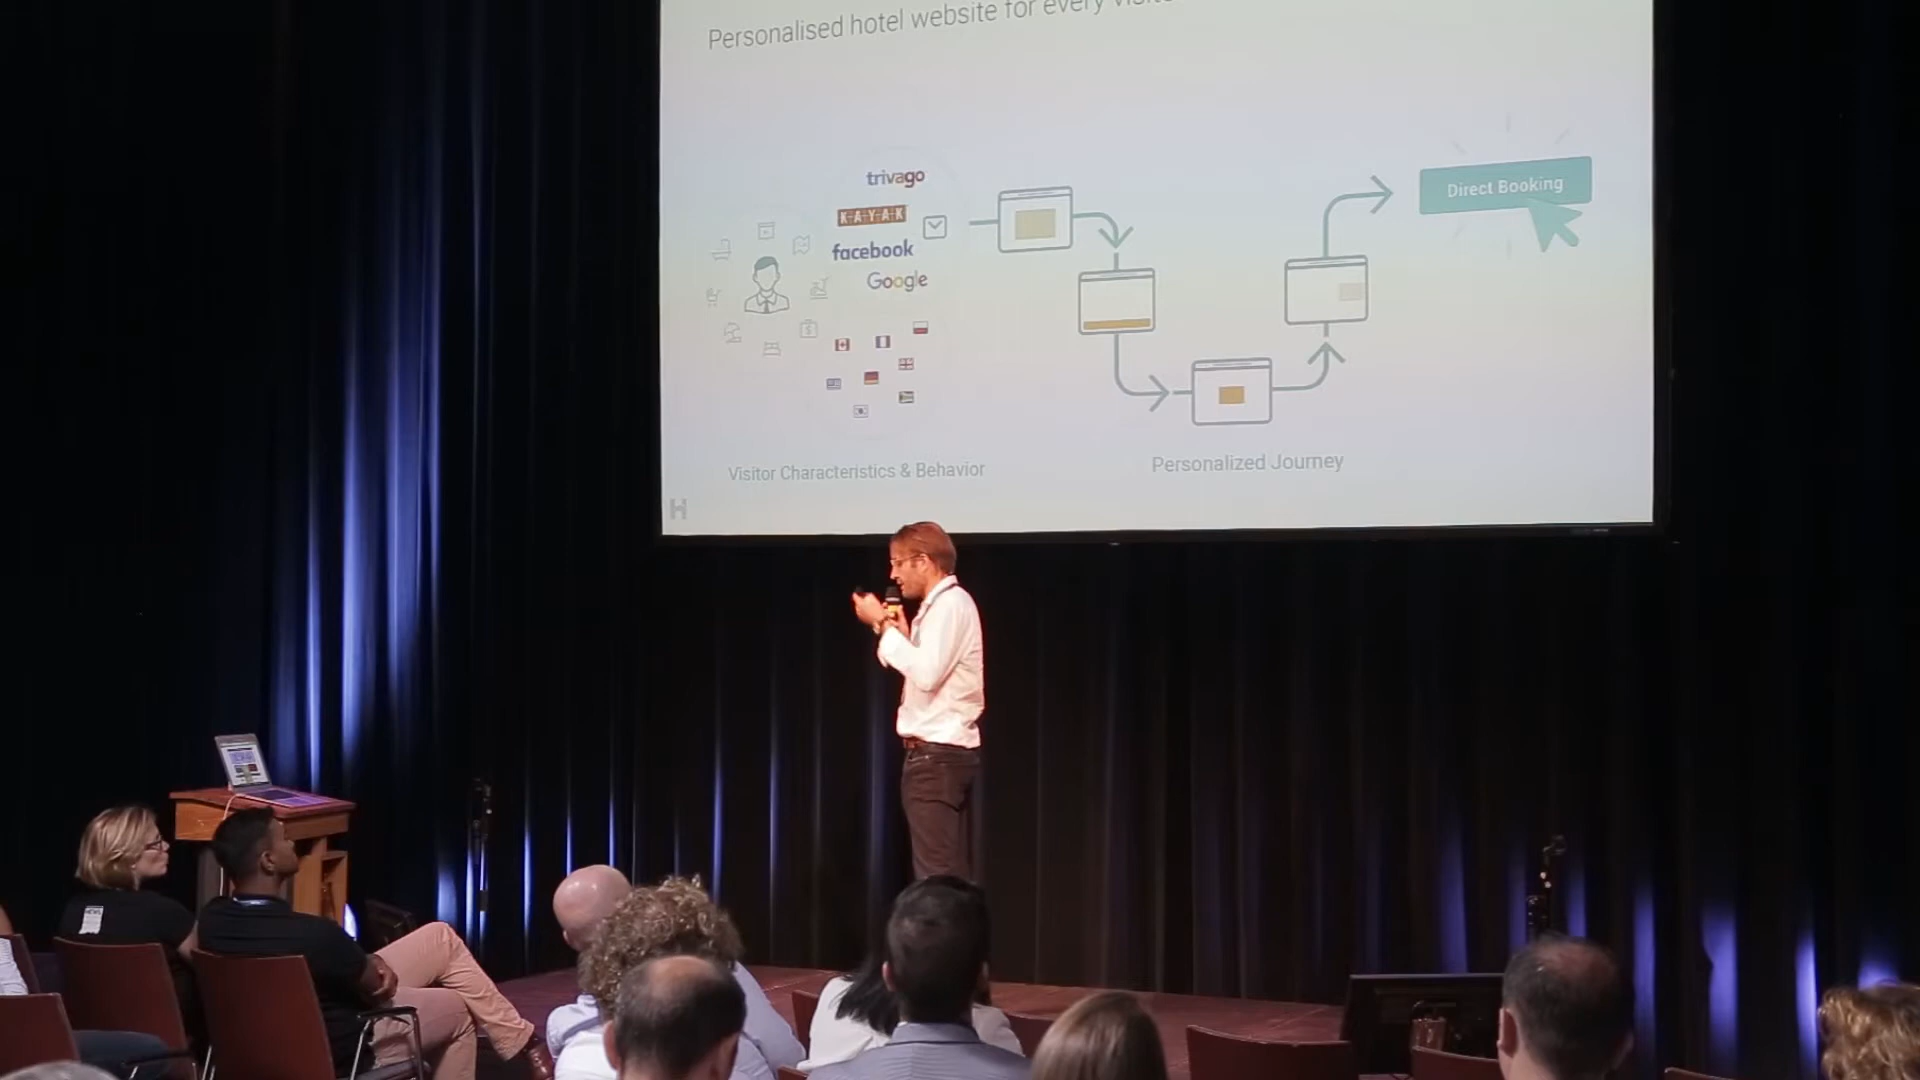 Personalised hotel website for every
trivago
KAYAK
facebook
Google
Direct Booking
Visitor Characteristics & Behavior
Personalized Journey
H